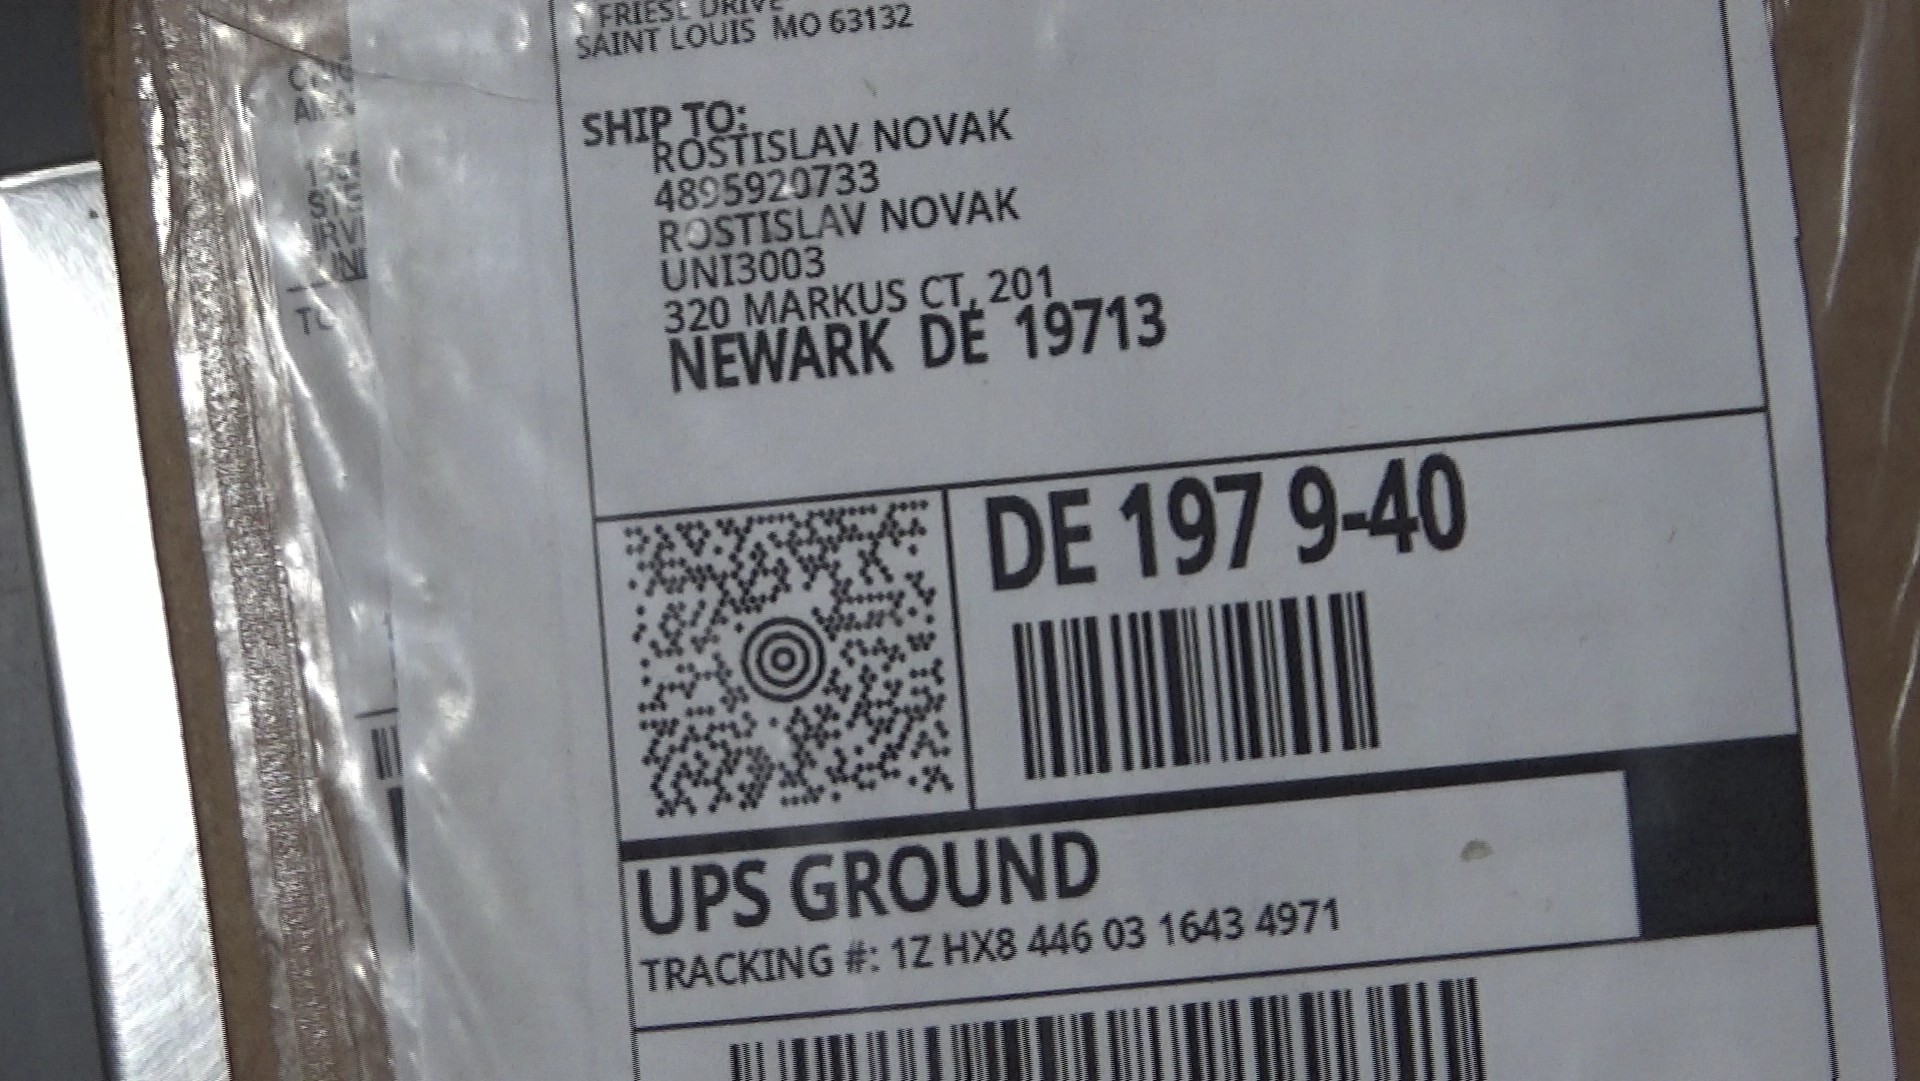 FRIESE DRIVE
SAINT LOUIS MO 63132
SHIP TO:
ROSTISLAV NOVAK
4895920733
ROSTISLAV NOVAK
UNI3003
320 MARKUS CT, 201
NEWARK DE 19713
DE 197 9-40
UPS GROUND
TRACKING #: 1Z HX8 446 03 1643 4971